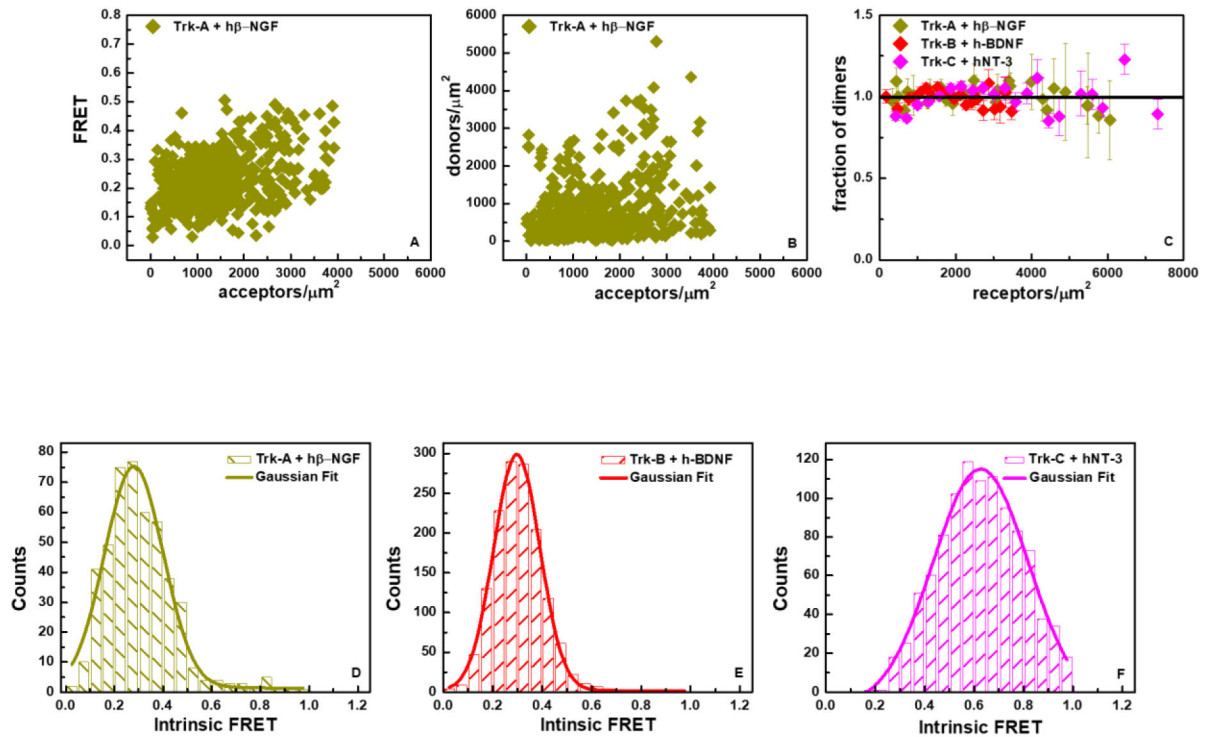 Trk-A + hβ–NGF
FRET
0.8
0.7
0.6
0.5
0.4
0.3
0.2
0.1
0.0
A
0 1000 2000 3000 4000 5000 6000
acceptors/μm²
Trk-A + hβ–NGF
donors/μm²
6000
5000
4000
3000
2000
1000
0
B
0 1000 2000 3000 4000 5000 6000
acceptors/μm²
Trk-A + hβ–NGF
Trk-B + h-BDNF
Trk-C + hNT-3
fraction of dimers
1.5
1.0
0.5
0.0
C
0 2000 4000 6000 8000
receptors/μm²
Trk-A + hβ–NGF
Gaussian Fit
Counts
80
70
60
50
40
30
20
10
0
D
0.0 0.2 0.4 0.6 0.8 1.0 1.2
Intrinsic FRET
Trk-B + h-BDNF
Gaussian Fit
Counts
300
250
200
150
100
50
0
E
0.0 0.2 0.4 0.6 0.8 1.0 1.2
Intinsic FRET
Trk-C + hNT-3
Gaussian Fit
Counts
120
100
80
60
40
20
0
F
0.0 0.2 0.4 0.6 0.8 1.0 1.2
Intrinsic FRET